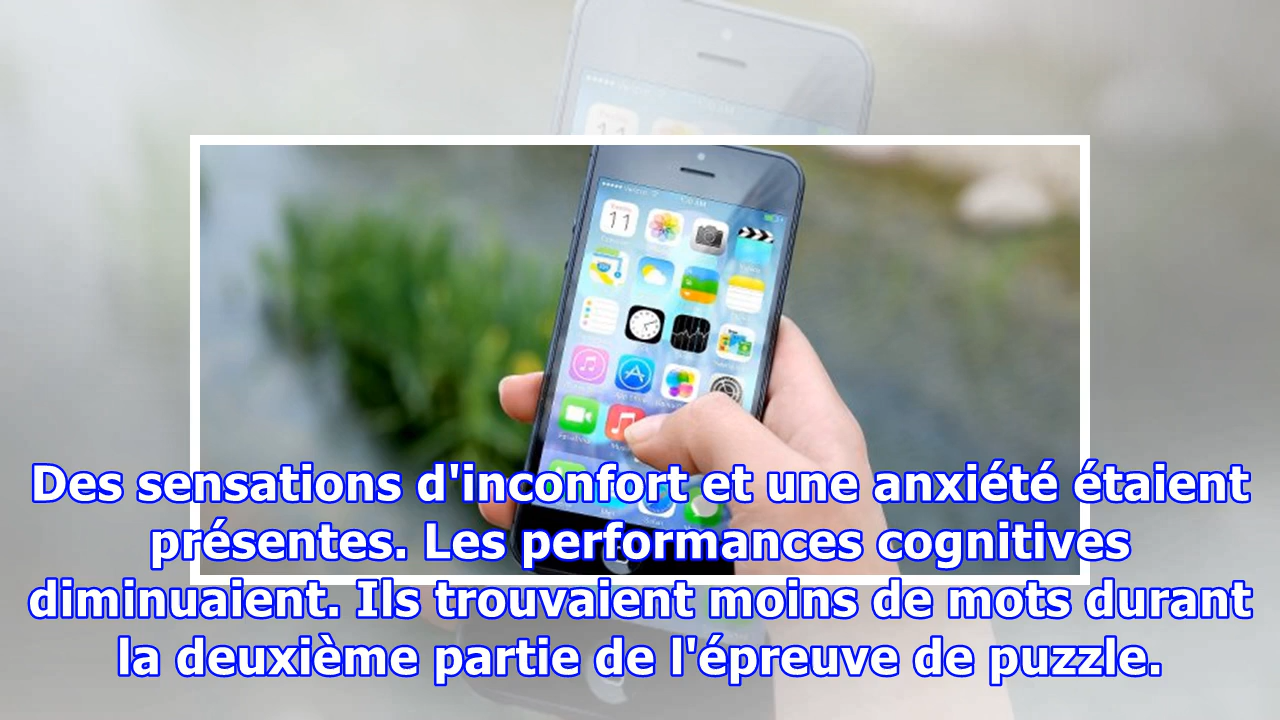 11
Des sensations d'inconfort et une anxiété étaient
présentes. Les performances cognitives
diminuaient. Ils trouvaient moins de mots durant
la deuxième partie de l'épreuve de puzzle.